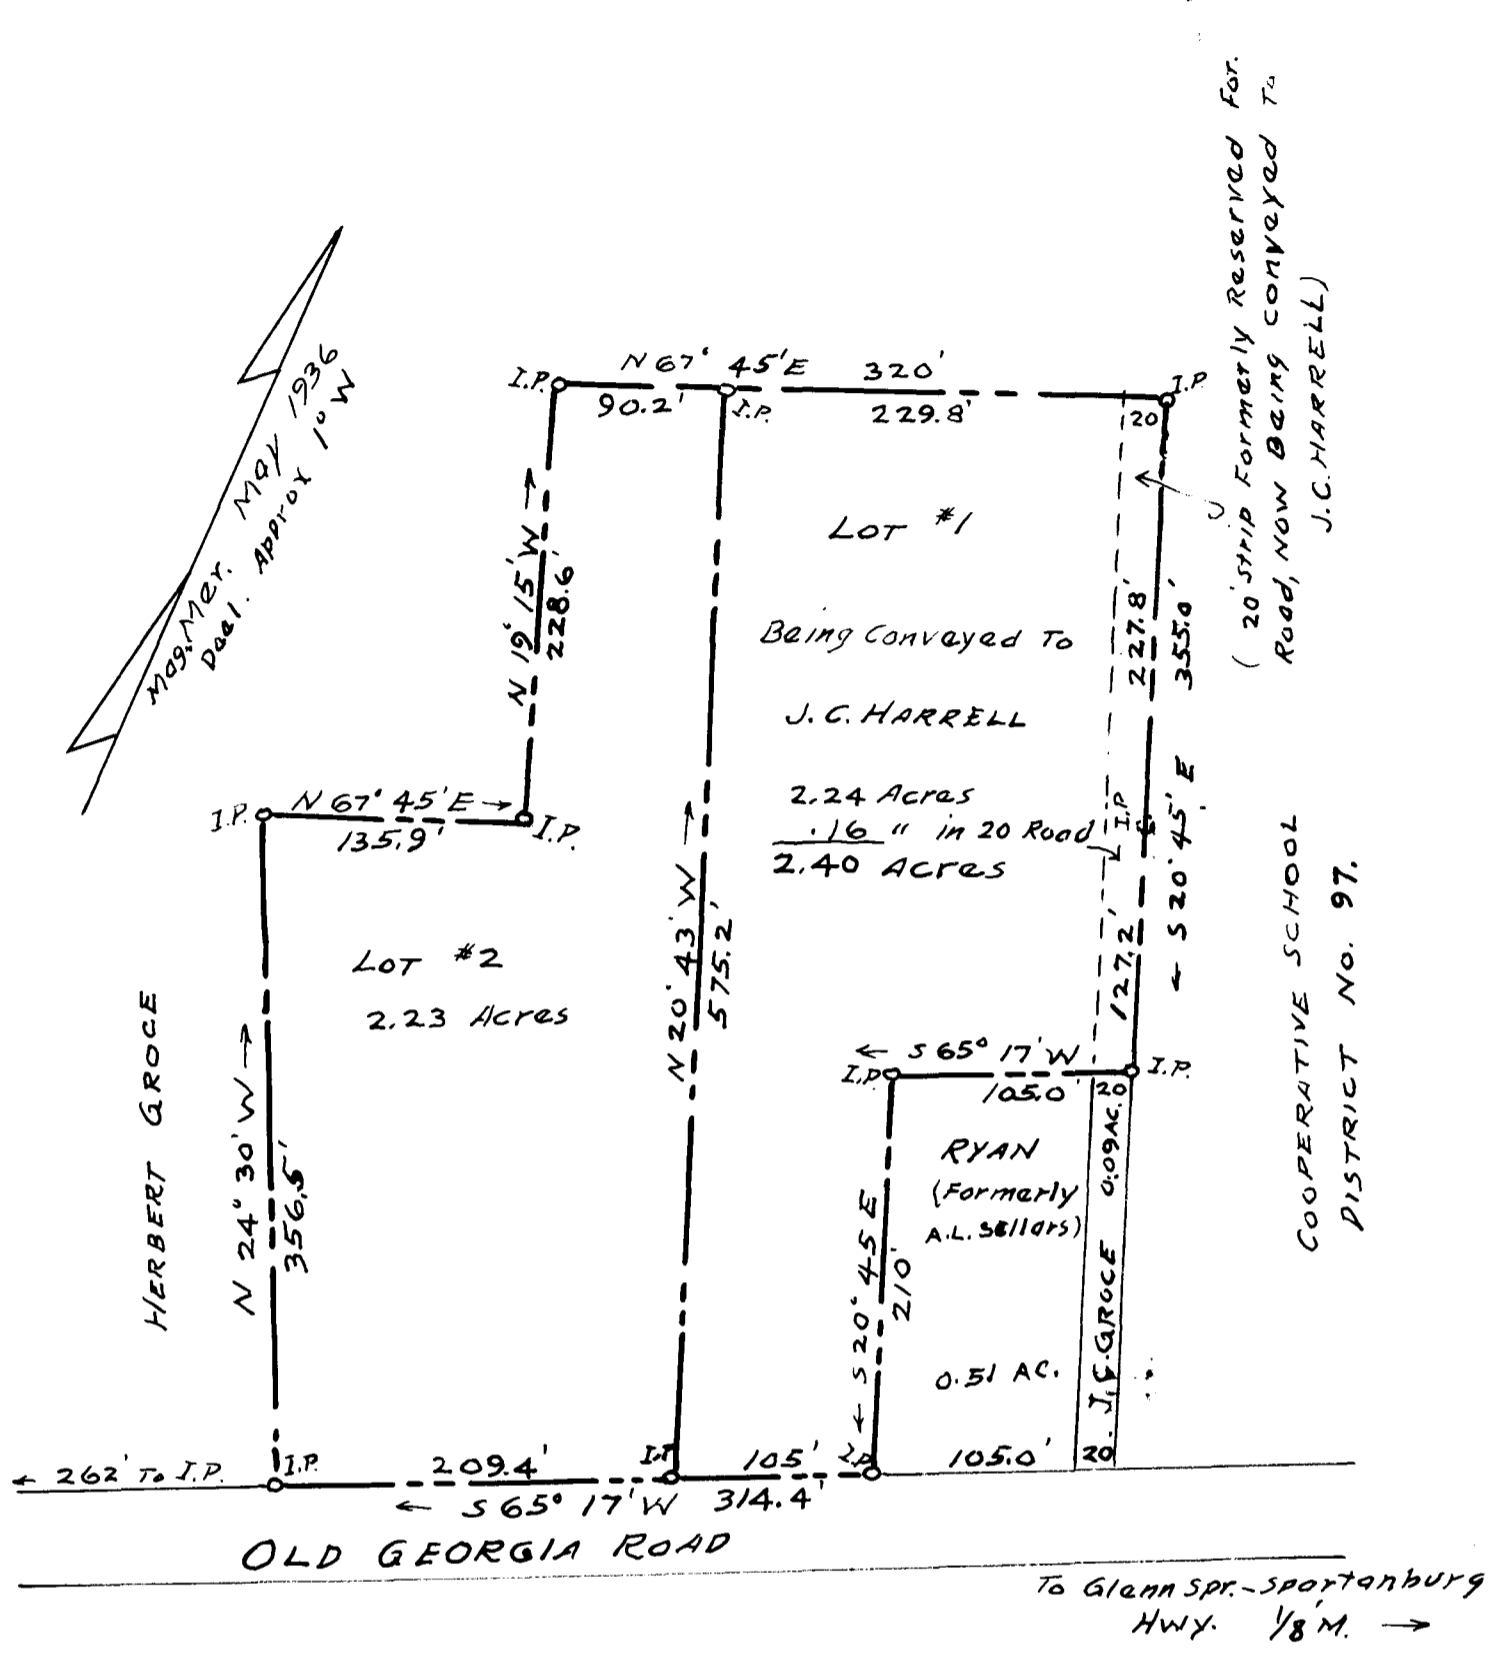 ( 20' strip Formerly Reserved For.
Road, Now Being Conveyed To
J.C. HARRELL)
Mag. Mer. May 1936
Decl. Approx 1° W
N 67° 45' E 320'
I.P.
90.2'
I.P.
229.8'
20
I.P.
N 19° 15' W →
228.6'
LOT #1
Being Conveyed To
J.C. HARRELL
2.24 Acres
.16 " in 20 Road
2.40 Acres
227.8'
355.0'
I.P.
← S 20° 45' E
127.2'
I.P.
N 67° 45' E →
135.9'
I.P.
N 20° 43' W →
575.2'
LOT #2
2.23 Acres
HERBERT GROCE
N 24° 30' W →
356.5'
COOPERATIVE SCHOOL
DISTRICT No. 97.
← S 65° 17' W
I.P.
105.0'
20
I.P.
RYAN
(Formerly
A.L. Sellars)
0.51 AC.
← S 20° 45 E
210'
J.C. GROCE 0.09 AC.
← 262' To I.P.
I.P.
209.4'
I.P.
105'
I.P.
105.0'
20.
← S 65° 17' W 314.4'
OLD GEORGIA ROAD
To Glenn Spr.-Spartanburg
HWY. 1/8 M. →